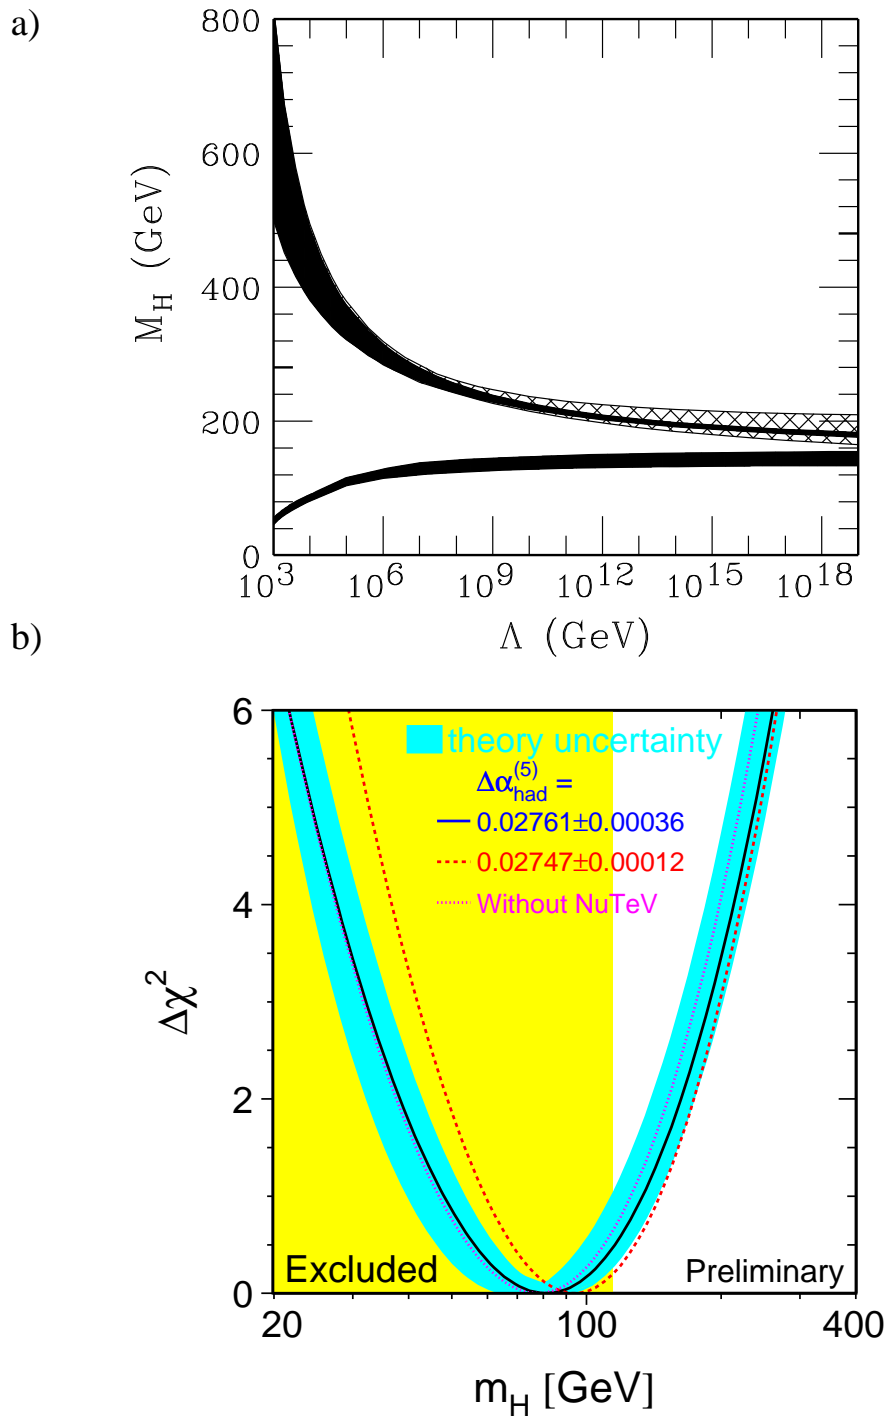 a)
800
600
400
200
0
M_H (GeV)
10^3 10^6 10^9 10^12 10^15 10^18
Λ (GeV)
b)
6
4
2
0
Δχ^2
theory uncertainty
Δα_had^(5) =
0.02761±0.00036
0.02747±0.00012
Without NuTeV
Excluded
Preliminary
20 100 400
m_H [GeV]